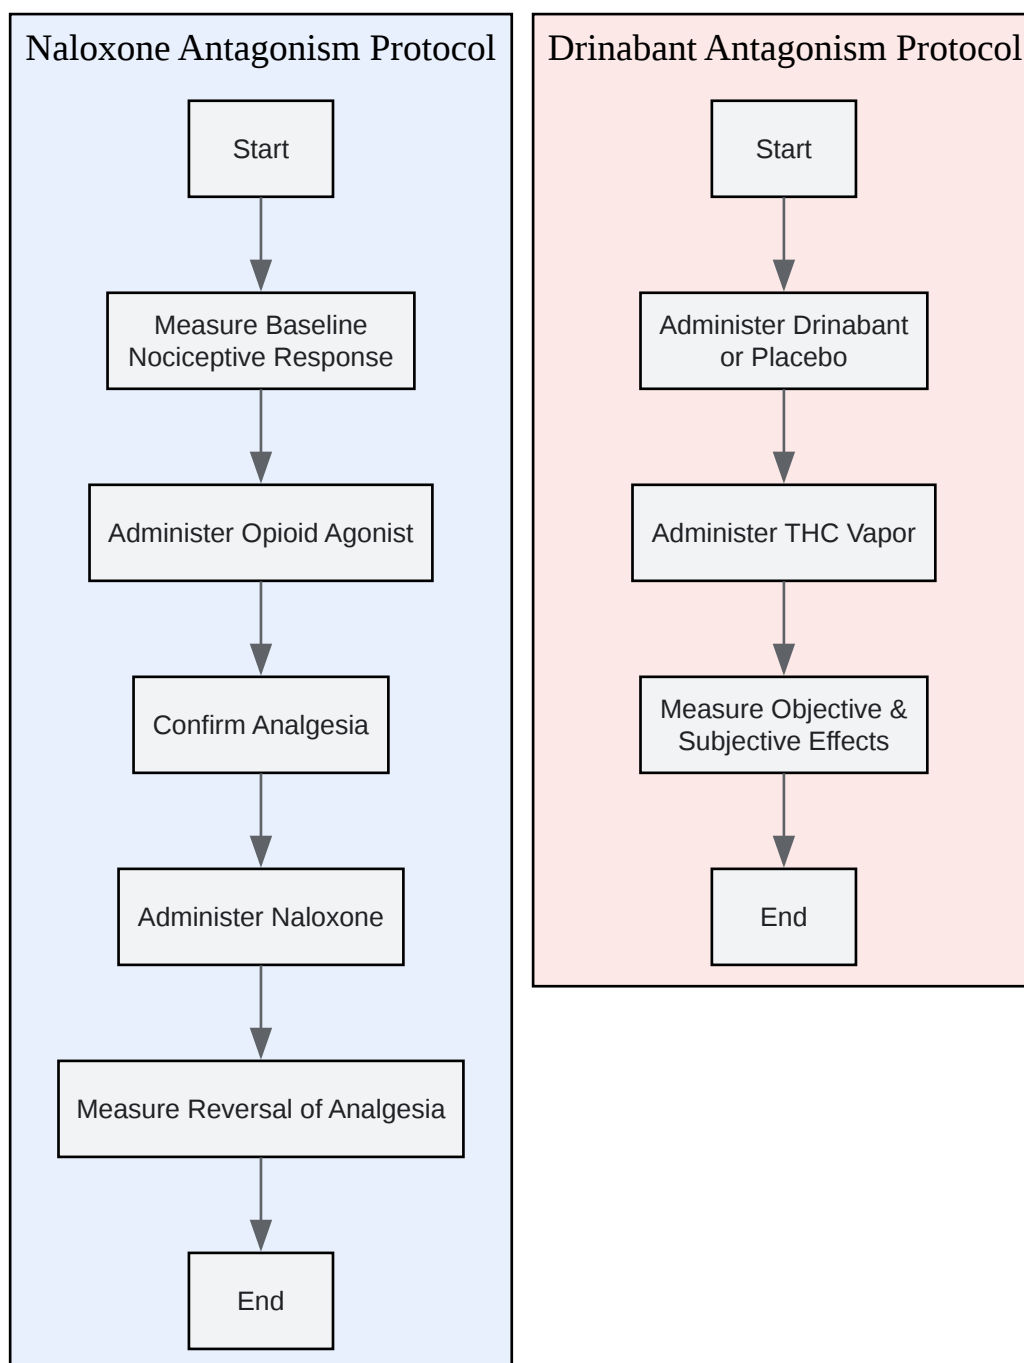 Naloxone Antagonism Protocol
Start
Measure Baseline
Nociceptive Response
Administer Opioid Agonist
Confirm Analgesia
Administer Naloxone
Measure Reversal of Analgesia
End
Drinabant Antagonism Protocol
Start
Administer Drinabant
or Placebo
Administer THC Vapor
Measure Objective &
Subjective Effects
End